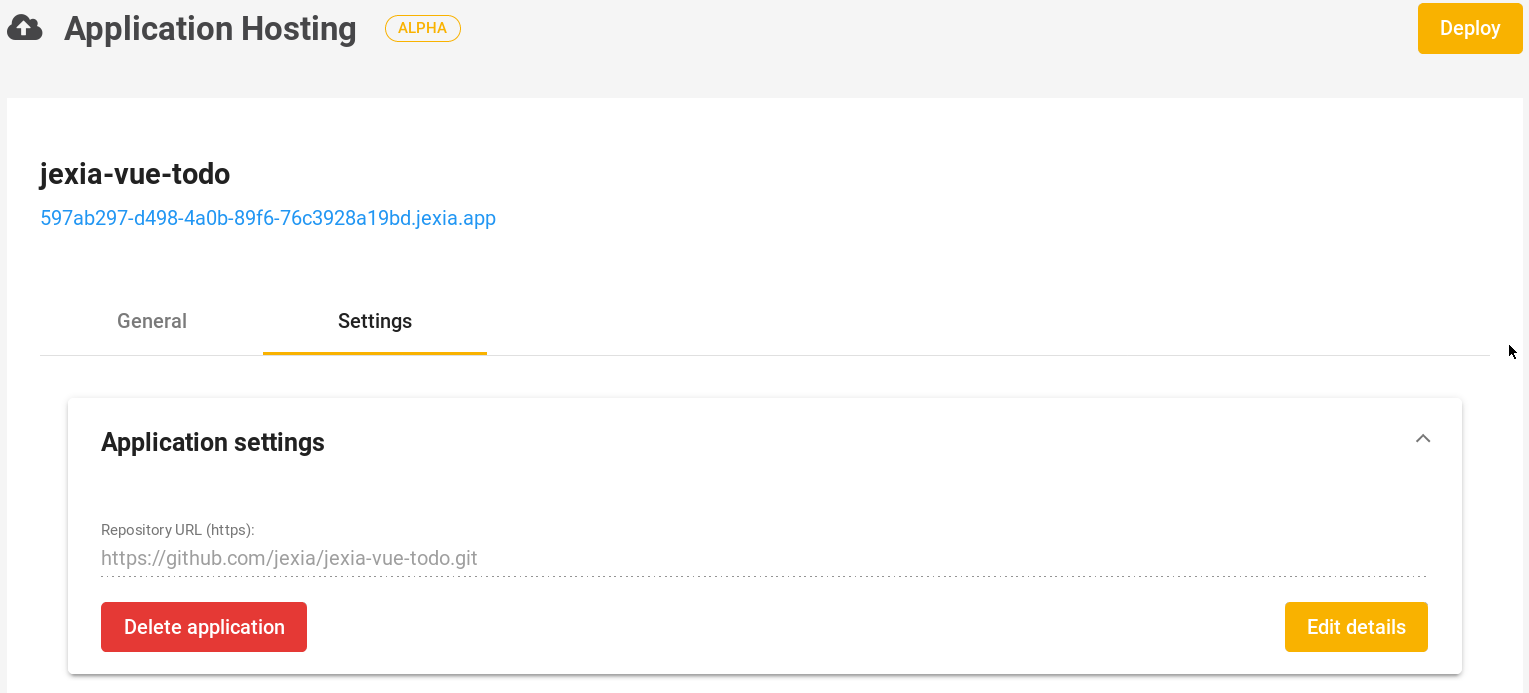 Application Hosting ALPHA Deploy
jexia-vue-todo
597ab297-d498-4a0b-89f6-76c3928a19bd.jexia.app
General Settings
Application settings
Repository URL (https):
https://github.com/jexia/jexia-vue-todo.git
Delete application Edit details